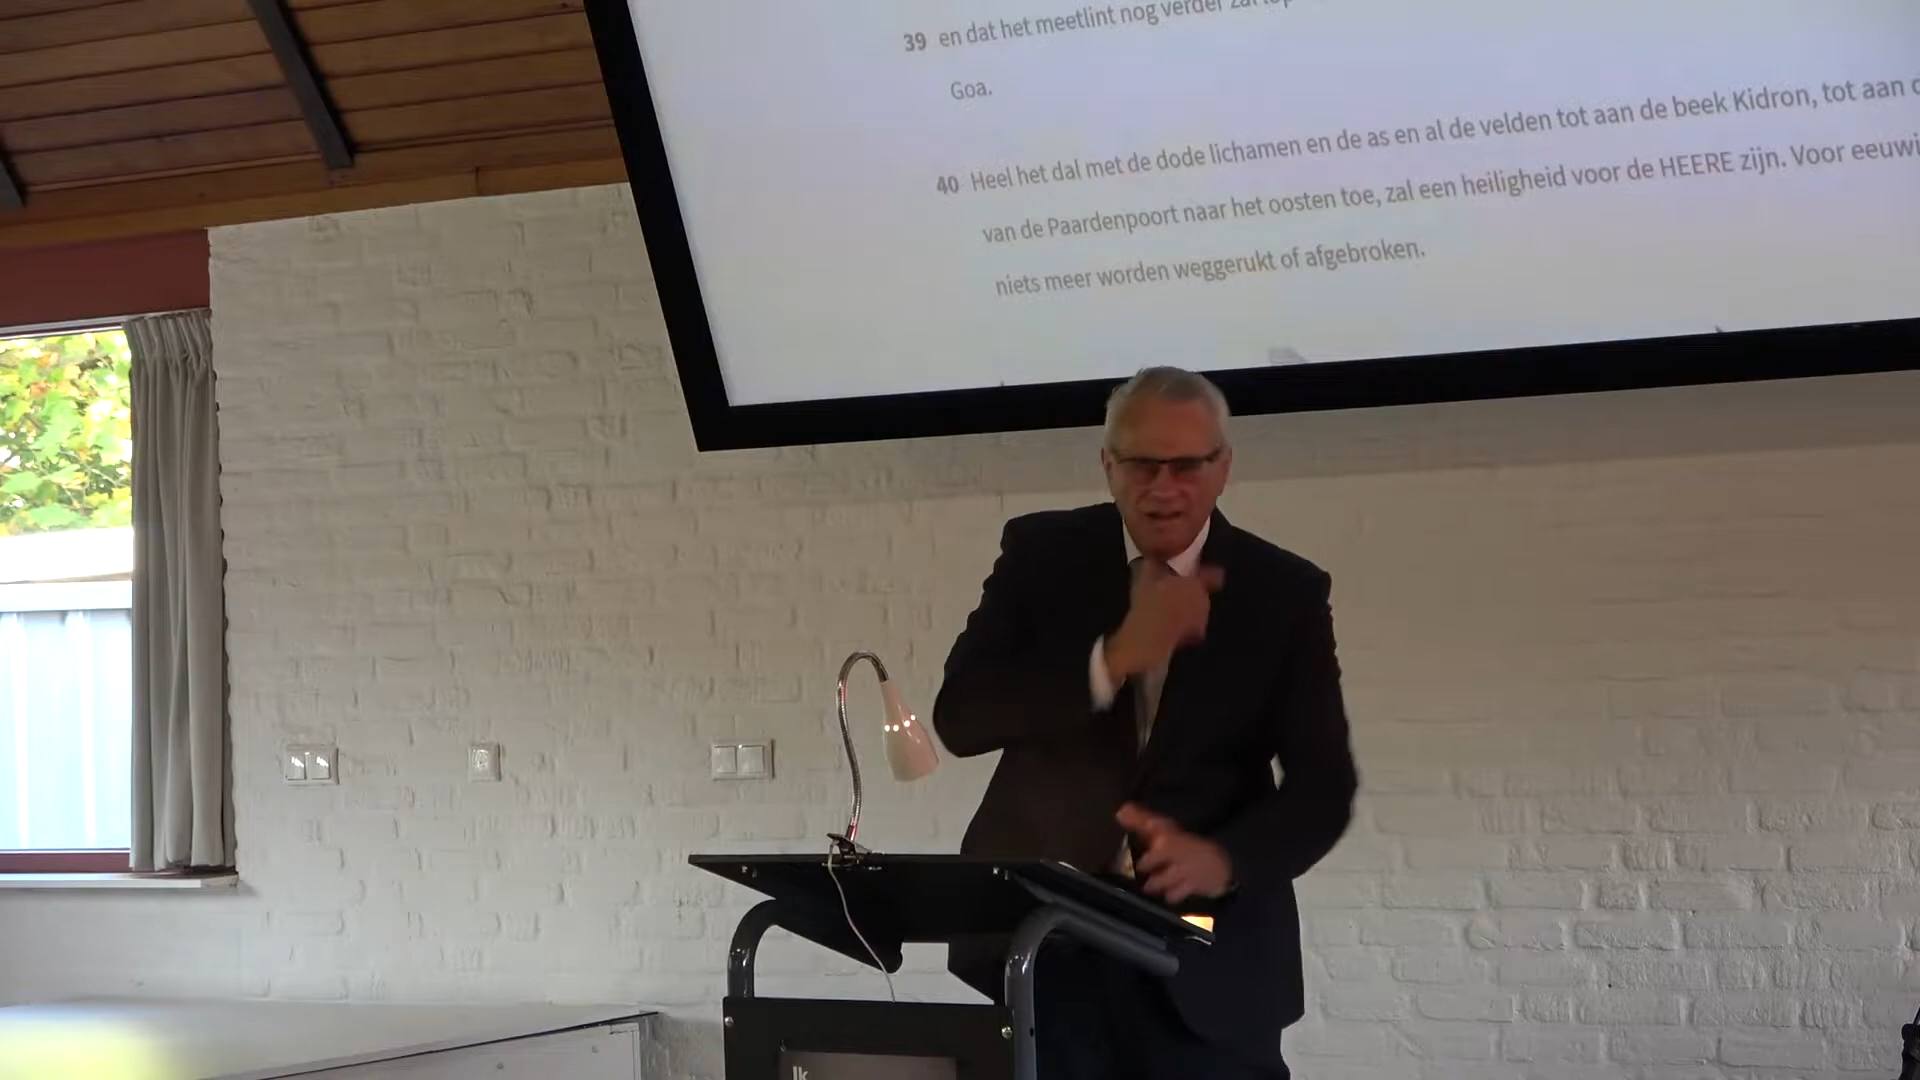 39 en dat het meetlint nog verder
Goa.
40 Heel het dal met de dode lichamen en de as en al de velden tot aan de beek Kidron, tot aan
van de Paardenpoort naar het oosten toe, zal een heiligheid voor de HEERE zijn. Voor eeuwi
niets meer worden weggerukt of afgebroken.
Ik